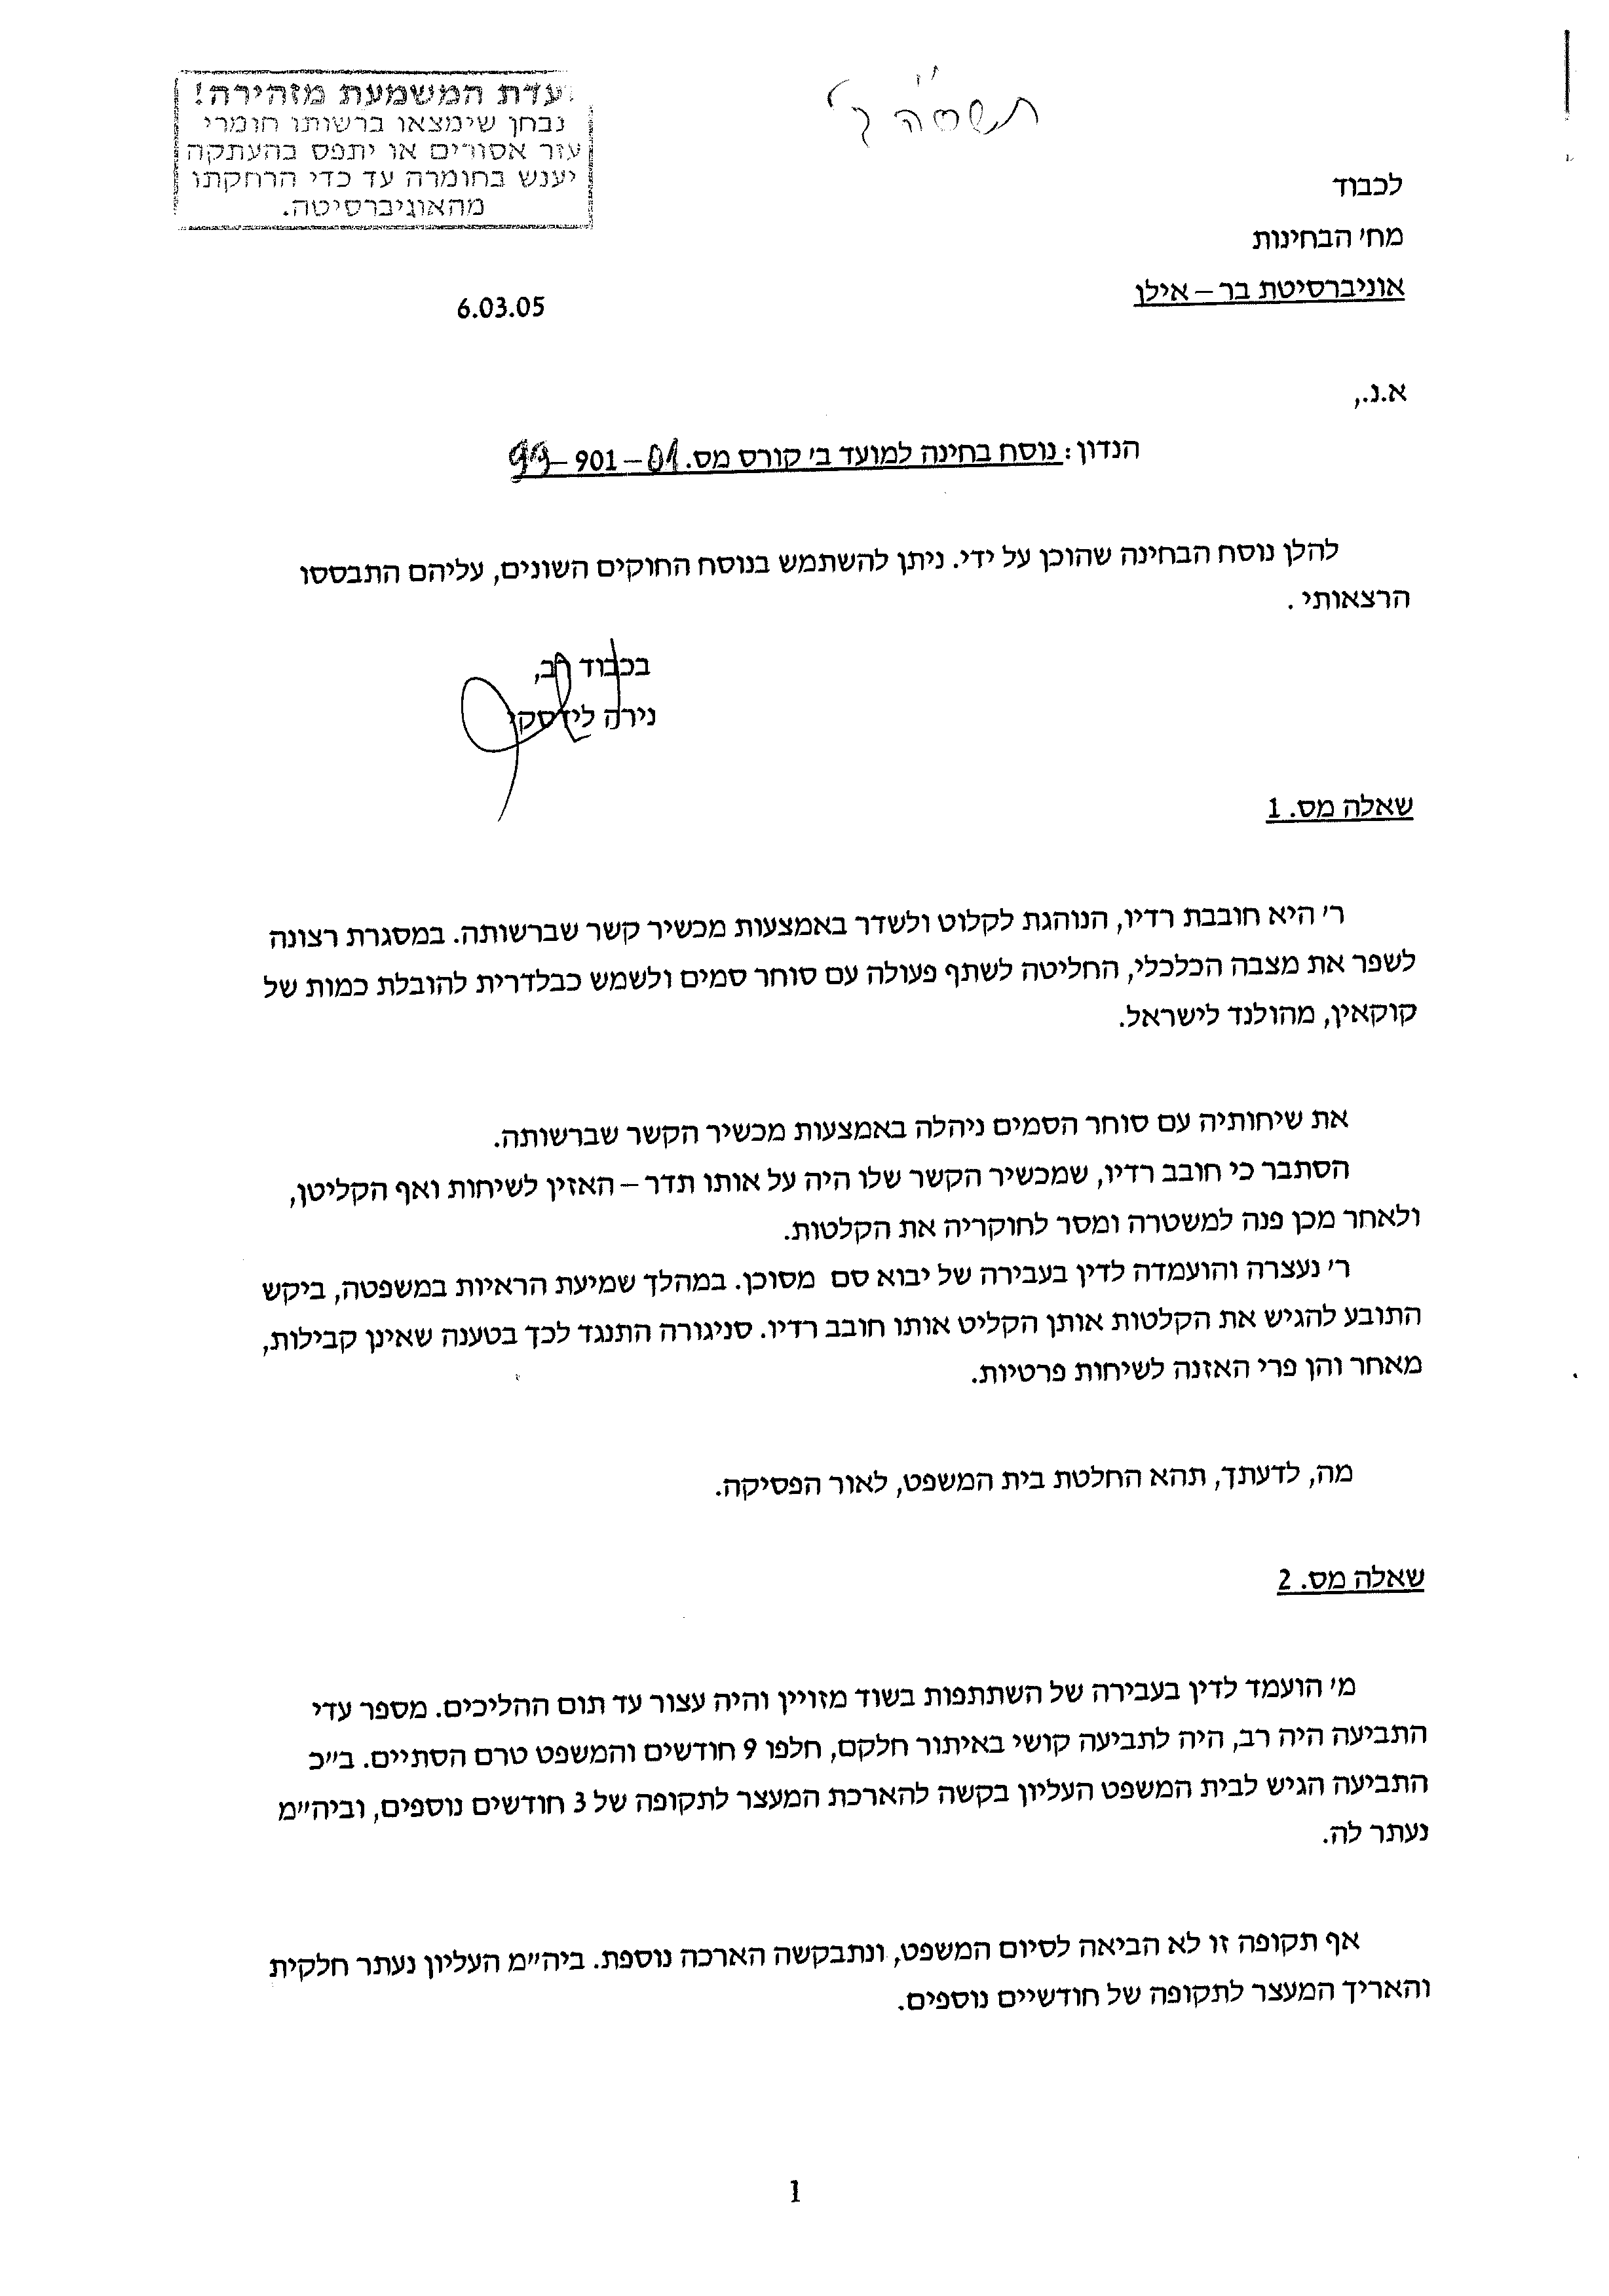 תשס"ה ב'
ועדת המשמעת מזהירה!
נבחן שימצאו ברשותו חומרי
עזר אסורים או יתפס בהעתקה
יענש בחומרה עד כדי הרחקתו
מהאוניברסיטה.
לכבוד
מח' הבחינות
אוניברסיטת בר – אילן
6.03.05
א.נ.,
הנדון: נוסח בחינה למועד ב' קורס מס. 01 – 901 – 99
להלן נוסח הבחינה שהוכן על ידי. ניתן להשתמש בנוסח החוקים השונים, עליהם התבססו
הרצאותי .
בכבוד רב,
נירה לידסקי
שאלה מס. 1
ר' היא חובבת רדיו, הנוהגת לקלוט ולשדר באמצעות מכשיר קשר שברשותה. במסגרת רצונה
לשפר את מצבה הכלכלי, החליטה לשתף פעולה עם סוחר סמים ולשמש כבלדרית להובלת כמות של
קוקאין, מהולנד לישראל.
את שיחותיה עם סוחר הסמים ניהלה באמצעות מכשיר הקשר שברשותה.
הסתבר כי חובב רדיו, שמכשיר הקשר שלו היה על אותו תדר – האזין לשיחות ואף הקליטן,
ולאחר מכן פנה למשטרה ומסר לחוקריה את הקלטות.
ר' נעצרה והועמדה לדין בעבירה של יבוא סם מסוכן. במהלך שמיעת הראיות במשפטה, ביקש
התובע להגיש את הקלטות אותן הקליט אותו חובב רדיו. סניגורה התנגד לכך בטענה שאינן קבילות,
מאחר והן פרי האזנה לשיחות פרטיות.
מה, לדעתך, תהא החלטת בית המשפט, לאור הפסיקה.
שאלה מס. 2
מ' הועמד לדין בעבירה של השתתפות בשוד מזויין והיה עצור עד תום ההליכים. מספר עדי
התביעה היה רב, היה לתביעה קושי באיתור חלקם, חלפו 9 חודשים והמשפט טרם הסתיים. ב"כ
התביעה הגיש לבית המשפט העליון בקשה להארכת המעצר לתקופה של 3 חודשים נוספים, וביה"מ
נעתר לה.
אף תקופה זו לא הביאה לסיום המשפט, ונתבקשה הארכה נוספת. ביה"מ העליון נעתר חלקית
והאריך המעצר לתקופה של חודשיים נוספים.
1